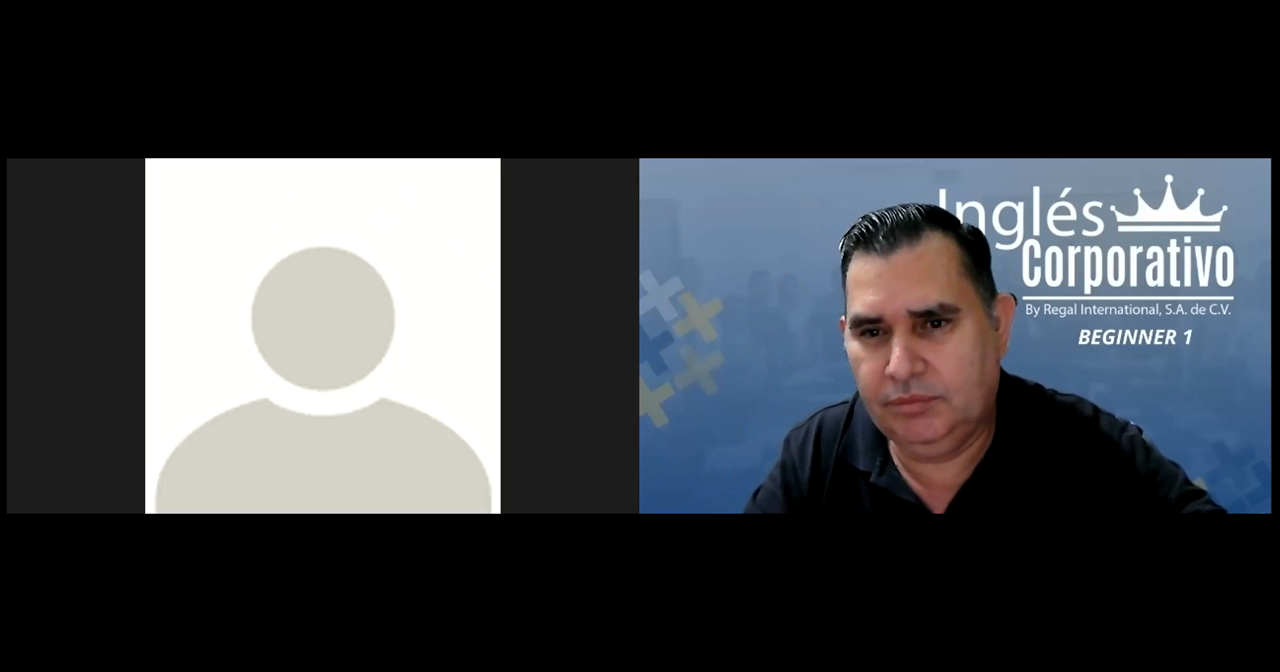 Inglés
Corporativo
By Regal International, S.A. de C.V.
BEGINNER 1